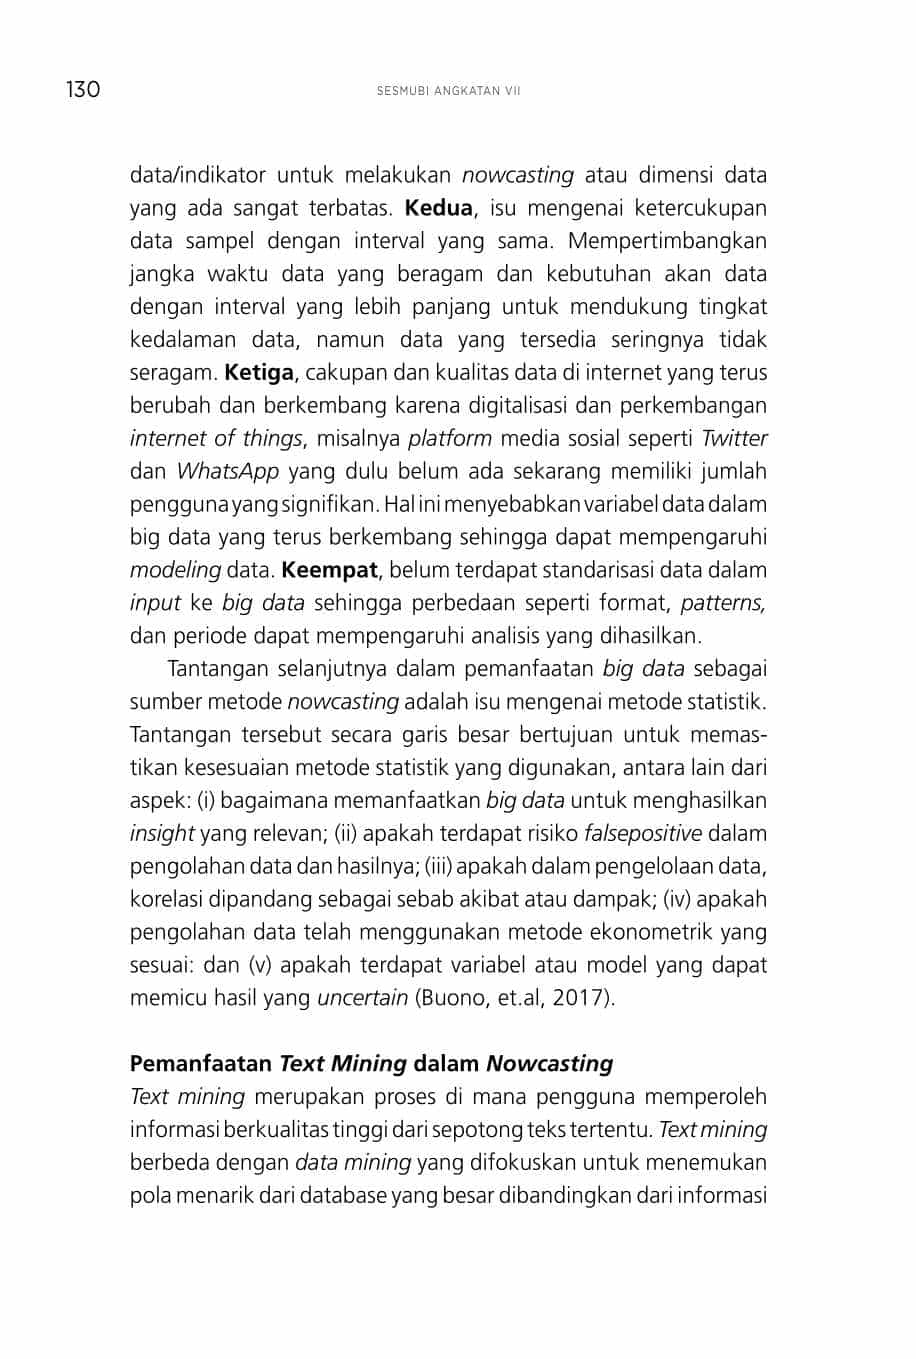 130
SESMUBI ANGKATAN VII
data/indikator untuk melakukan nowcasting atau dimensi data
yang ada sangat terbatas. Kedua, isu mengenai ketercukupan
data sampel dengan interval yang sama. Mempertimbangkan
jangka waktu data yang beragam dan kebutuhan akan data
dengan interval yang lebih panjang untuk mendukung tingkat
kedalaman data, namun data yang tersedia seringnya tidak
seragam. Ketiga, cakupan dan kualitas data di internet yang terus
berubah dan berkembang karena digitalisasi dan perkembangan
internet of things, misalnya platform media sosial seperti Twitter
dan WhatsApp yang dulu belum ada sekarang memiliki jumlah
pengguna yang signifikan. Hal ini menyebabkan variabel data dalam
big data yang terus berkembang sehingga dapat mempengaruhi
modeling data. Keempat, belum terdapat standarisasi data dalam
input ke big data sehingga perbedaan seperti format, patterns,
dan periode dapat mempengaruhi analisis yang dihasilkan.
Tantangan selanjutnya dalam pemanfaatan big data sebagai
sumber metode nowcasting adalah isu mengenai metode statistik.
Tantangan tersebut secara garis besar bertujuan untuk memas-
tikan kesesuaian metode statistik yang digunakan, antara lain dari
aspek: (i) bagaimana memanfaatkan big data untuk menghasilkan
insight yang relevan; (ii) apakah terdapat risiko falsepositive dalam
pengolahan data dan hasilnya; (iii) apakah dalam pengelolaan data,
korelasi dipandang sebagai sebab akibat atau dampak; (iv) apakah
pengolahan data telah menggunakan metode ekonometrik yang
sesuai: dan (v) apakah terdapat variabel atau model yang dapat
memicu hasil yang uncertain (Buono, et.al, 2017).
Pemanfaatan Text Mining dalam Nowcasting
Text mining merupakan proses di mana pengguna memperoleh
informasi berkualitas tinggi dari sepotong teks tertentu. Text mining
berbeda dengan data mining yang difokuskan untuk menemukan
pola menarik dari database yang besar dibandingkan dari informasi